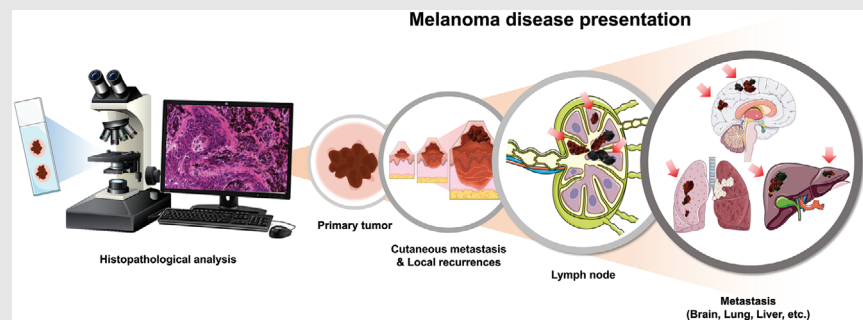 Melanoma disease presentation
Primary tumor
Cutaneous metastasis
& Local recurrences
Histopathological analysis
Lymph node
Metastasis
(Brain, Lung, Liver, etc.)